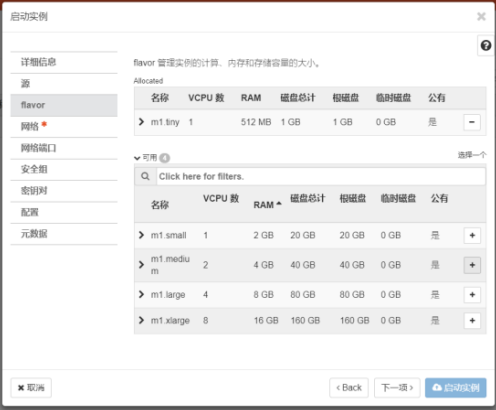 启动实例
详细信息
源
flavor
网络 *
网络端口
安全组
密钥对
配置
元数据
flavor 管理实例的计算、内存和存储容量的大小。
Allocated
名称 VCPU 数 RAM 磁盘总计 根磁盘 临时磁盘 公有
m1.tiny 1 512 MB 1 GB 1 GB 0 GB 是
可用 4 选择一个
Click here for filters.
名称 VCPU 数 RAM 磁盘总计 根磁盘 临时磁盘 公有
m1.small 1 2 GB 20 GB 20 GB 0 GB 是
m1.mediu
m 2 4 GB 40 GB 40 GB 0 GB 是
m1.large 4 8 GB 80 GB 80 GB 0 GB 是
m1.xlarge 8 16 GB 160 GB 160 GB 0 GB 是
取消 ‹ Back 下一项 › 启动实例